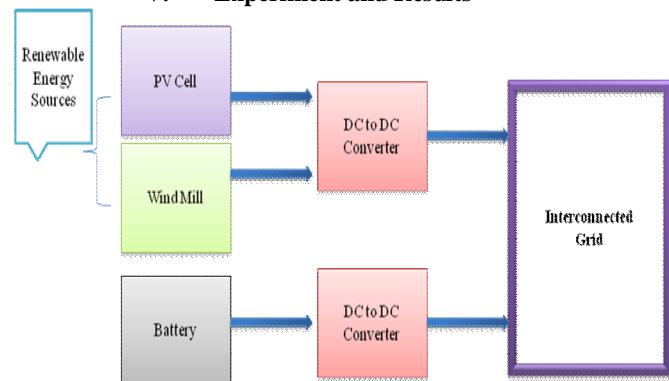 Experiment and Results
Renewable
Energy
Sources
PV Cell
DC to DC
Converter
Wind Mill
Interconnected
Grid
Battery
DC to DC
Converter